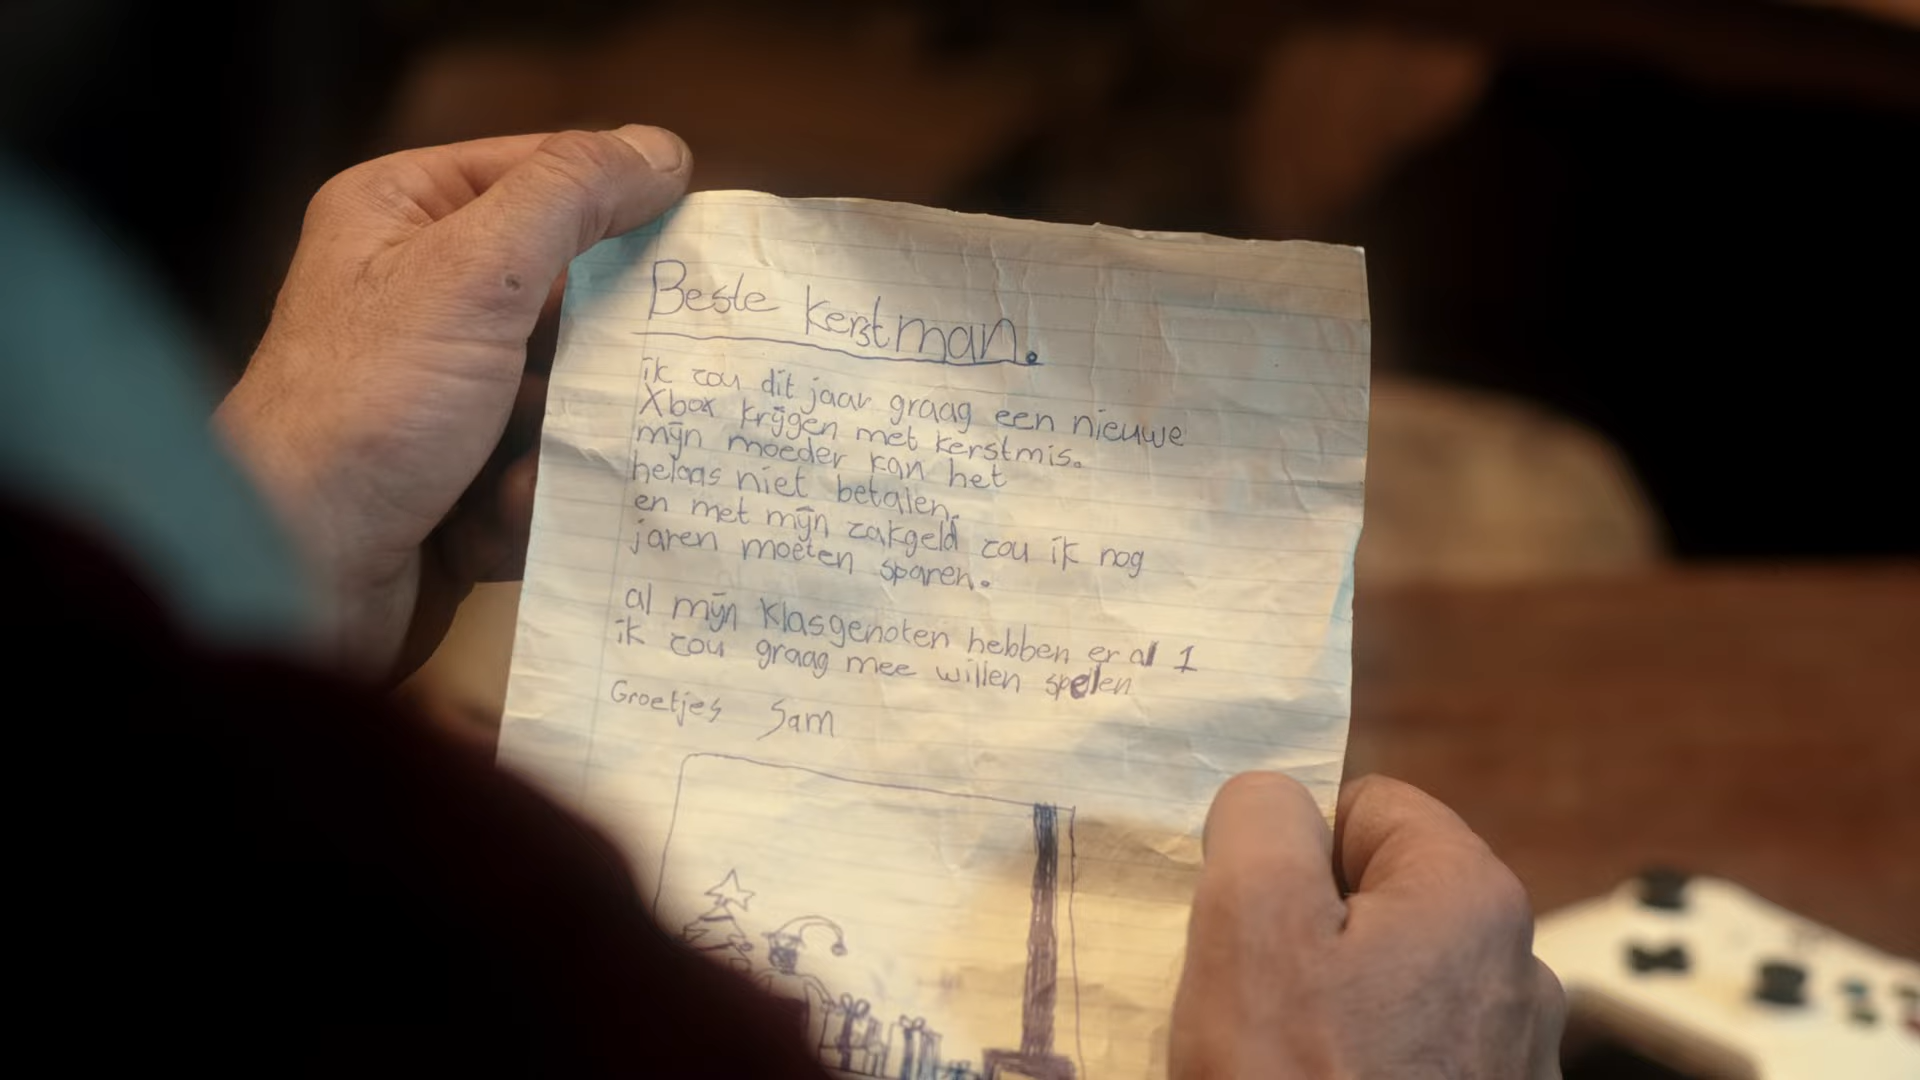 Beste kerstman.
ik zou dit jaar graag een nieuwe
Xbox krijgen met kerstmis.
mijn moeder kan het
helaas niet betalen.
en met mijn zakgeld zou ik nog
jaren moeten sparen.
al mijn klasgenoten hebben er al 1
ik zou graag mee willen spelen
Groetjes Sam